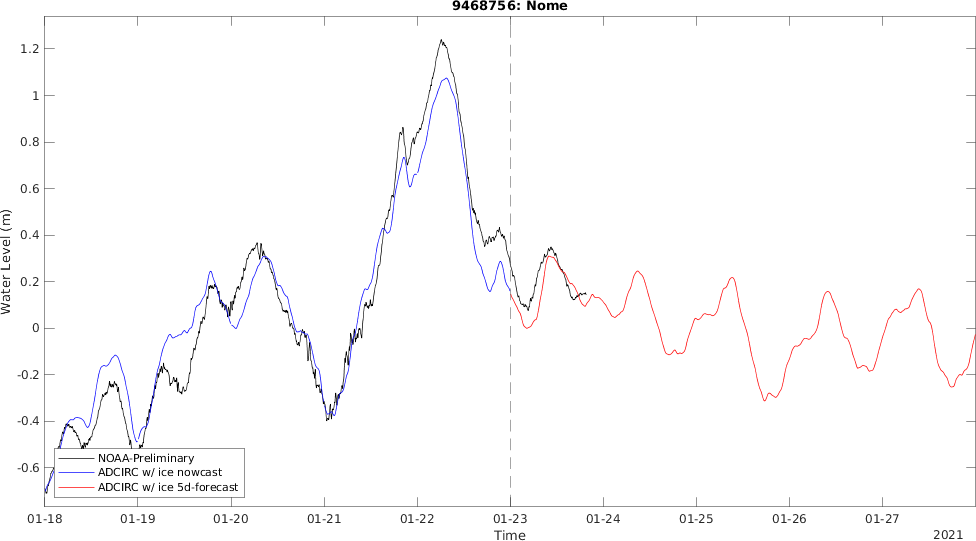 9468756: Nome
Water Level (m)
1.2
1
0.8
0.6
0.4
0.2
0
-0.2
-0.4
-0.6
NOAA-Preliminary
ADCIRC w/ ice nowcast
ADCIRC w/ ice 5d-forecast
01-18 01-19 01-20 01-21 01-22 01-23 01-24 01-25 01-26 01-27
Time
2021